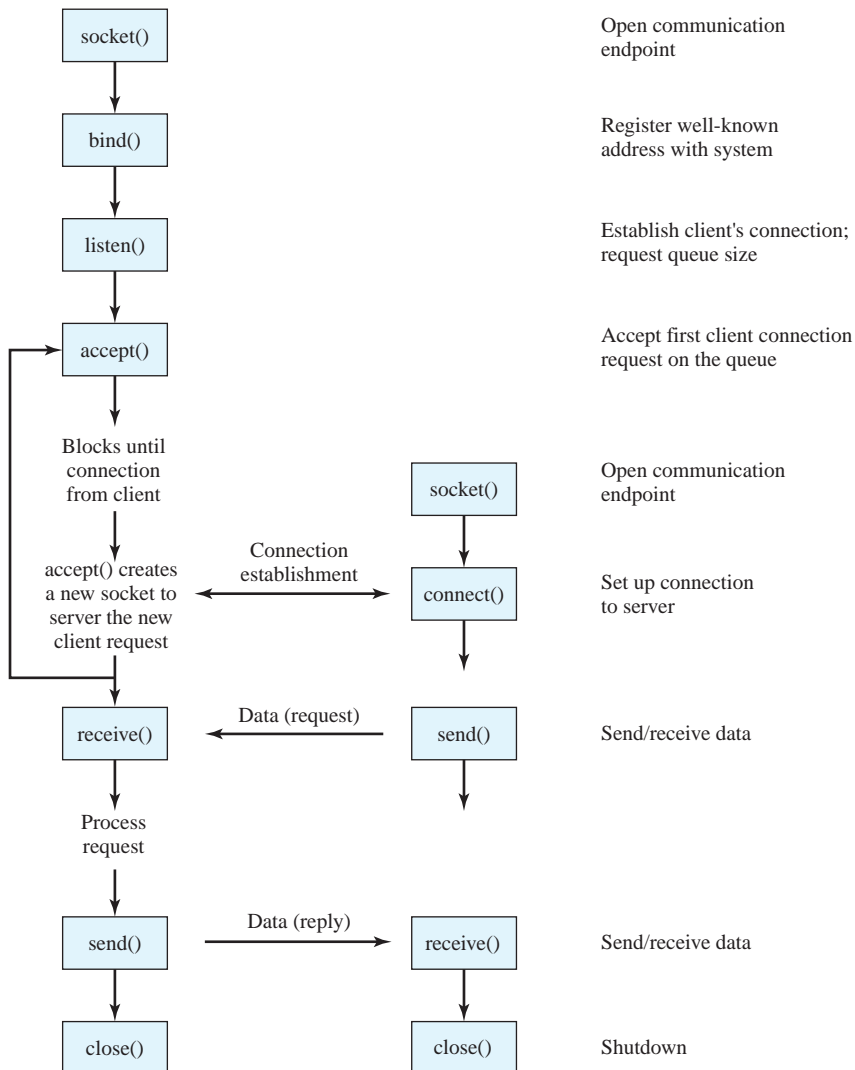 socket()
Open communication
endpoint
bind()
Register well-known
address with system
listen()
Establish client's connection;
request queue size
accept()
Accept first client connection
request on the queue
Blocks until
connection
from client
socket()
Open communication
endpoint
accept() creates
a new socket to
server the new
client request
Connection
establishment
connect()
Set up connection
to server
receive()
Data (request)
send()
Send/receive data
Process
request
send()
Data (reply)
receive()
Send/receive data
close()
close()
Shutdown